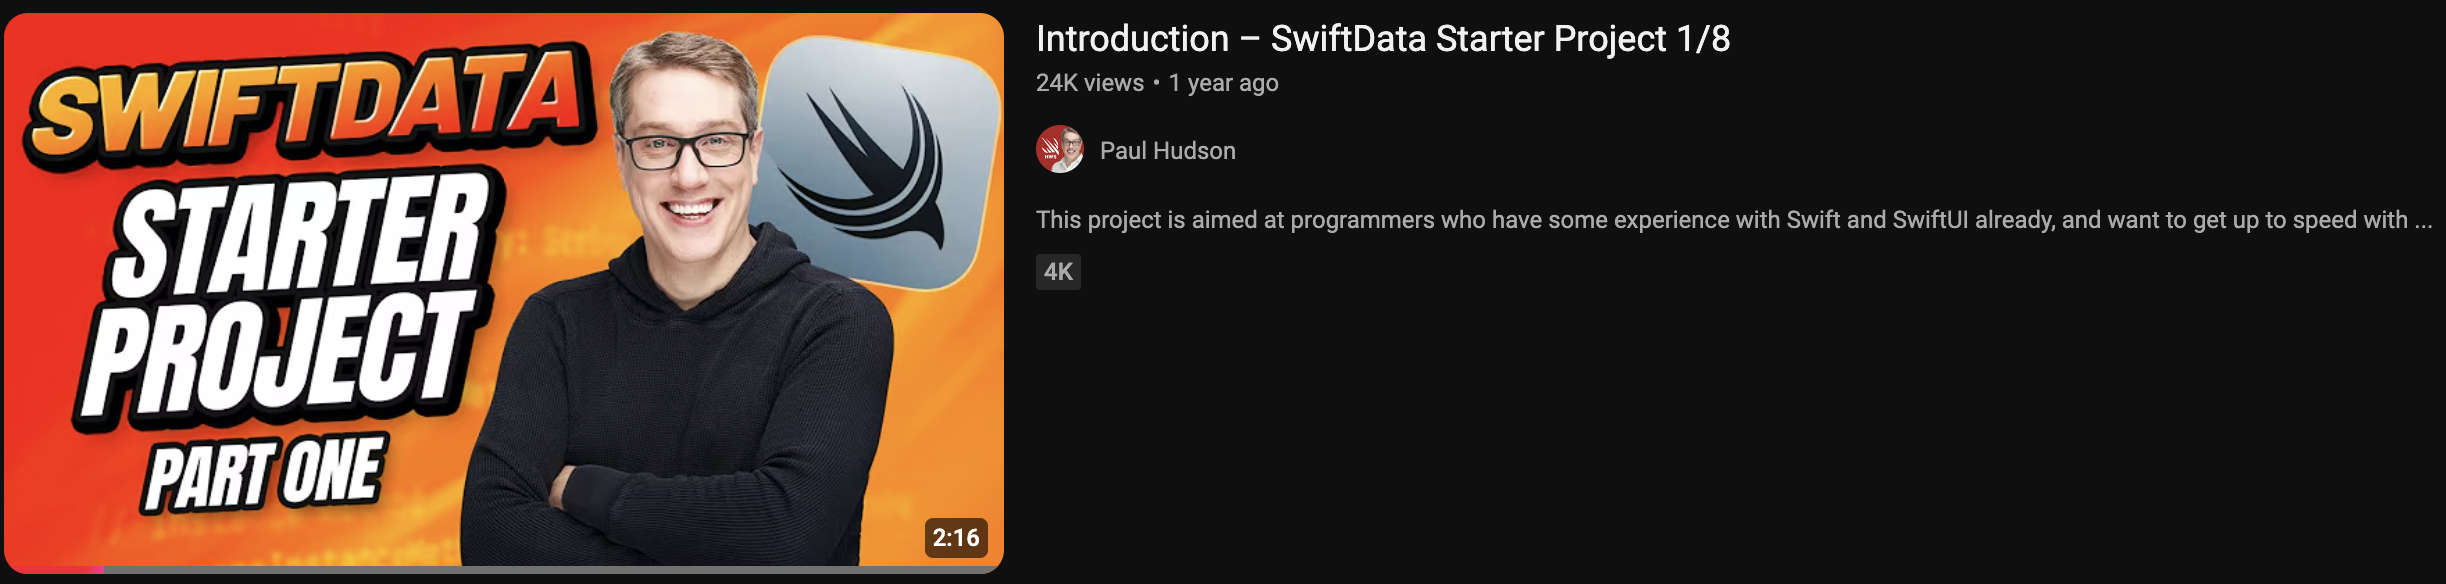 SWIFTDATA
STARTER
PROJECT
PART ONE
2:16
Introduction – SwiftData Starter Project 1/8
24K views • 1 year ago
HWS
Paul Hudson
This project is aimed at programmers who have some experience with Swift and SwiftUI already, and want to get up to speed with ...
4K